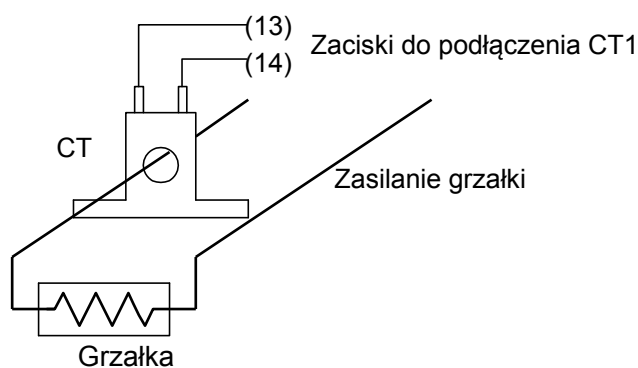 (13)
(14)
Zaciski do podłączenia CT1
CT
Zasilanie grzałki
Grzałka